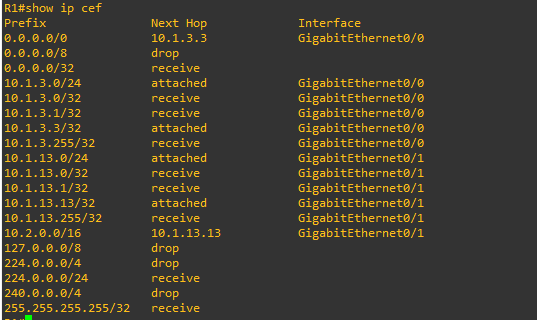 R1#show ip cef
Prefix Next Hop Interface
0.0.0.0/0 10.1.3.3 GigabitEthernet0/0
0.0.0.0/8 drop
0.0.0.0/32 receive
10.1.3.0/24 attached GigabitEthernet0/0
10.1.3.0/32 receive GigabitEthernet0/0
10.1.3.1/32 receive GigabitEthernet0/0
10.1.3.3/32 attached GigabitEthernet0/0
10.1.3.255/32 receive GigabitEthernet0/0
10.1.13.0/24 attached GigabitEthernet0/1
10.1.13.0/32 receive GigabitEthernet0/1
10.1.13.1/32 receive GigabitEthernet0/1
10.1.13.13/32 attached GigabitEthernet0/1
10.1.13.255/32 receive GigabitEthernet0/1
10.2.0.0/16 10.1.13.13 GigabitEthernet0/1
127.0.0.0/8 drop
224.0.0.0/4 drop
224.0.0.0/24 receive
240.0.0.0/4 drop
255.255.255.255/32 receive